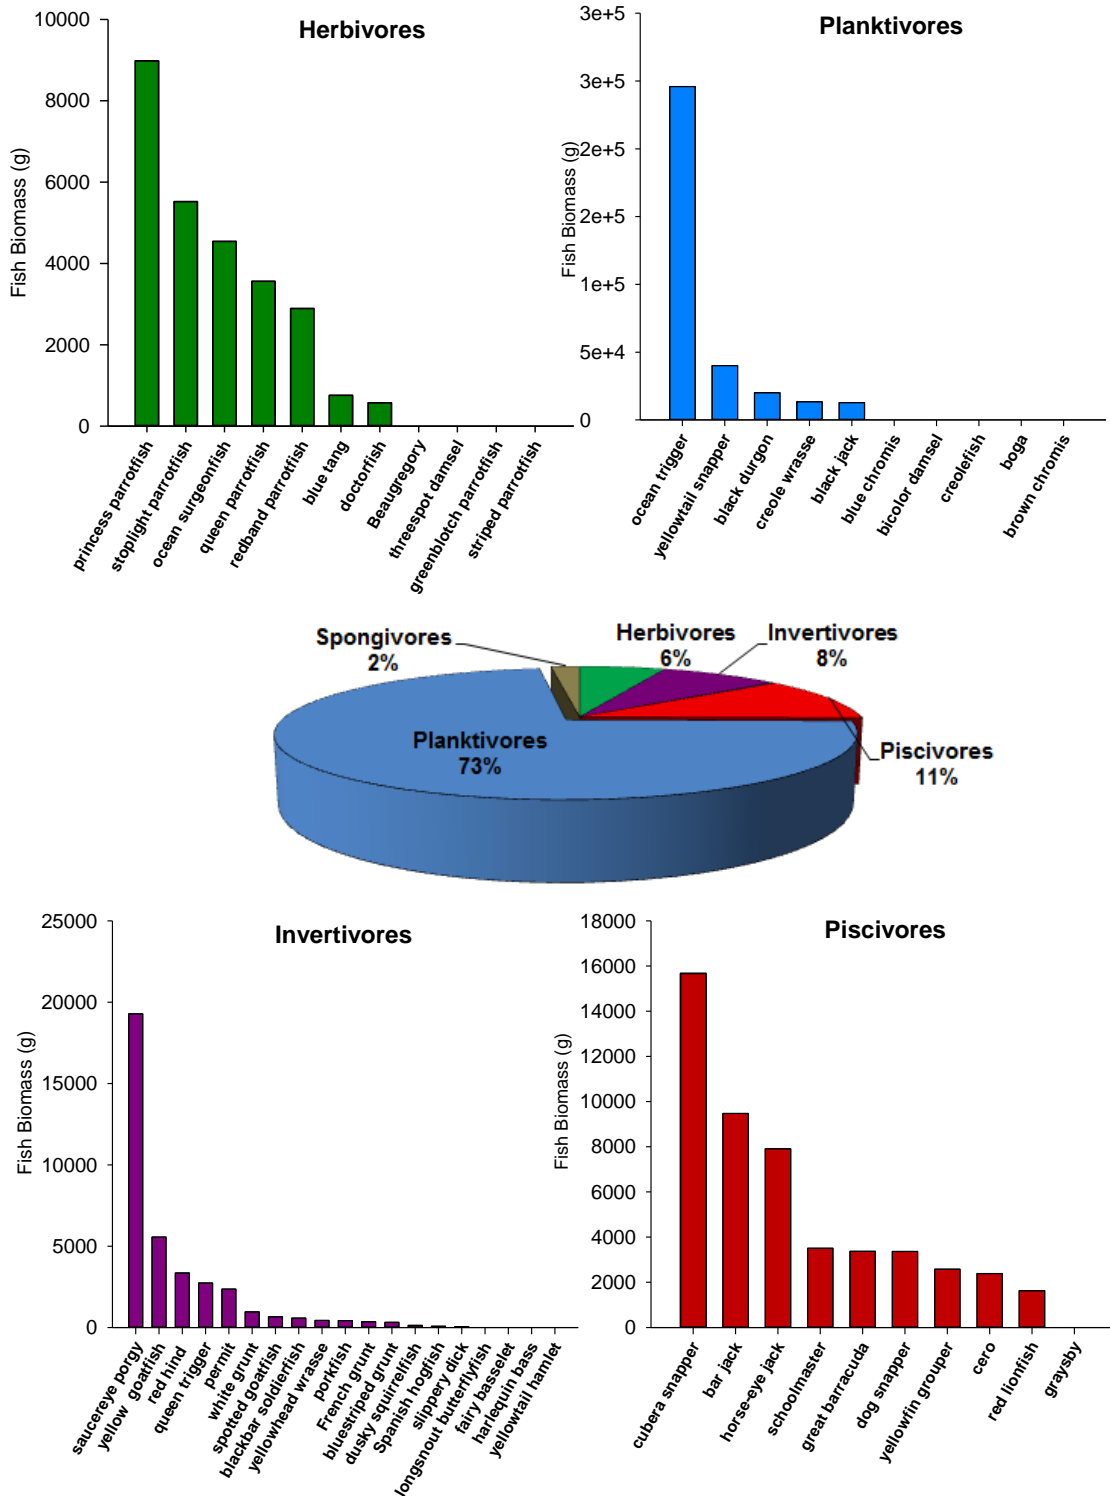 Herbivores
Fish Biomass (g)
10000
8000
6000
4000
2000
0
princess parrotfish
stoplight parrotfish
ocean surgeonfish
queen parrotfish
redband parrotfish
blue tang
doctorfish
Beaugregory
threespot damsel
greenblotch parrotfish
striped parrotfish
Planktivores
Fish Biomass (g)
3e+5
3e+5
2e+5
2e+5
1e+5
5e+4
0
ocean trigger
yellowtail snapper
black durgon
creole wrasse
black jack
blue chromis
bicolor damsel
creolefish
boga
brown chromis
Spongivores
2%
Herbivores
6%
Invertivores
8%
Planktivores
73%
Piscivores
11%
Invertivores
Fish Biomass (g)
25000
20000
15000
10000
5000
0
saucereye porgy
yellow goatfish
red hind
queen trigger
permit
white grunt
spotted goatfish
blackbar soldierfish
yellowhead wrasse
porkfish
French grunt
bluestriped grunt
dusky squirrelfish
Spanish hogfish
slippery dick
longsnout butterflyfish
fairy basselet
harlequin bass
yellowtail hamlet
Piscivores
Fish Biomass (g)
18000
16000
14000
12000
10000
8000
6000
4000
2000
0
cubera snapper
bar jack
horse-eye jack
schoolmaster
great barracuda
dog snapper
yellowfin grouper
cero
red lionfish
graysby